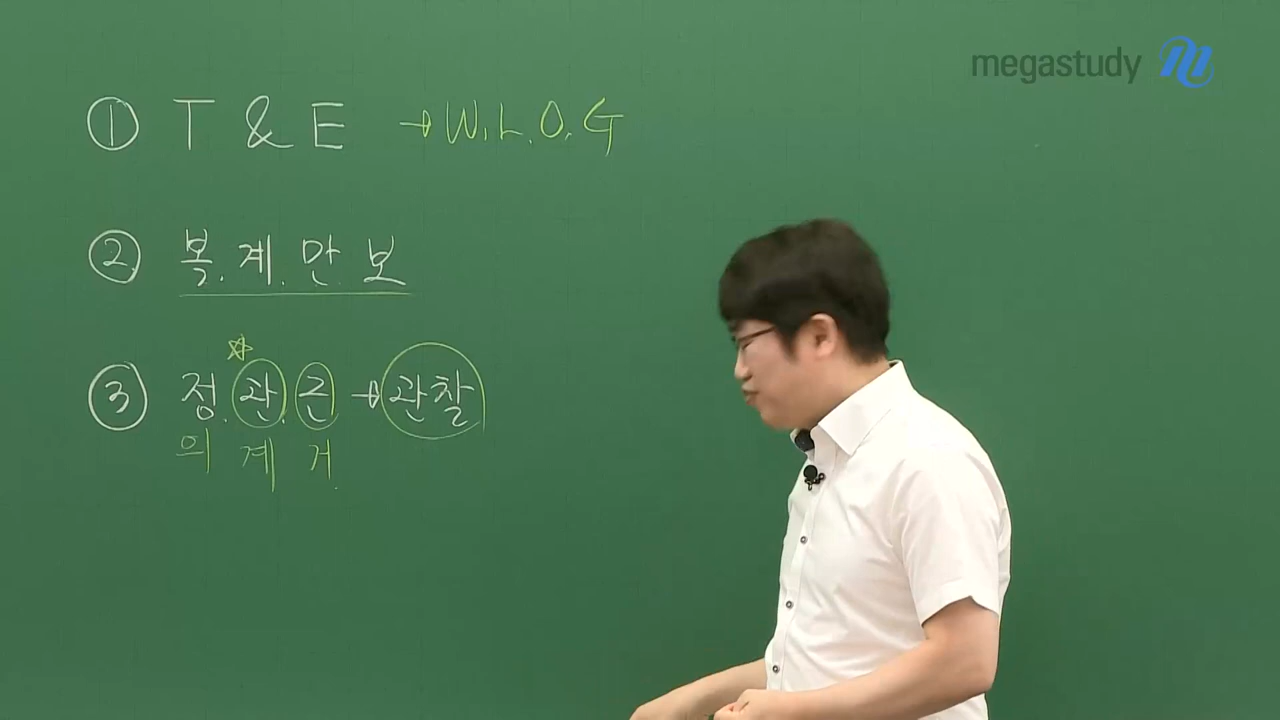 megastudy
① T & E → W.L.O.G
② 복.계.만.보
③ 정.관.근 → 관찰
의 계 거